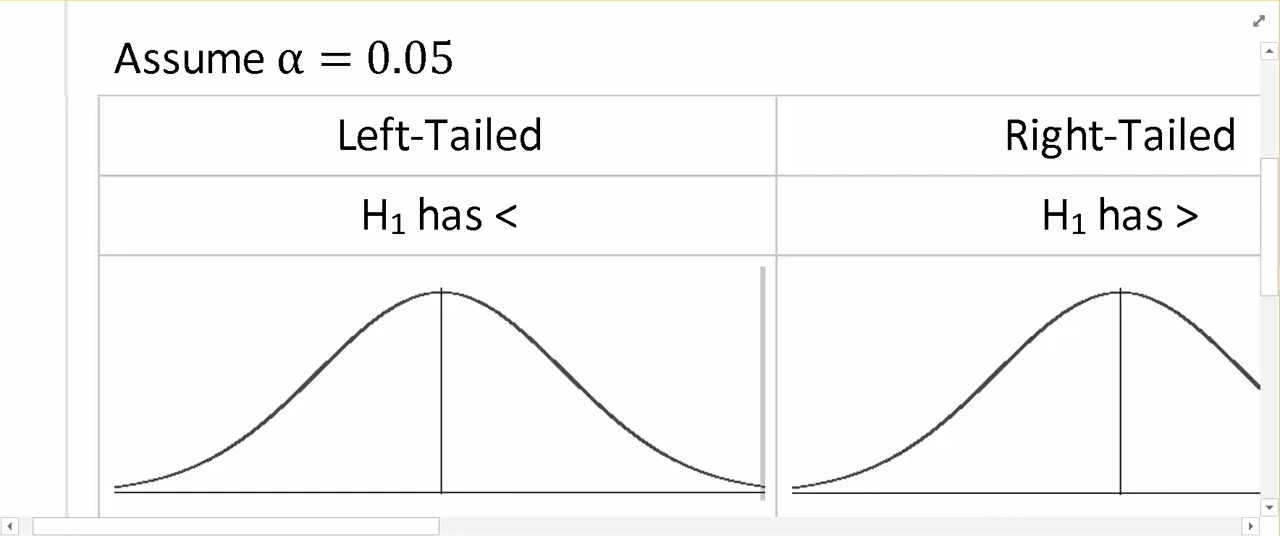 Assume α = 0.05
Left-Tailed
Right-Tailed
H₁ has <
H₁ has >